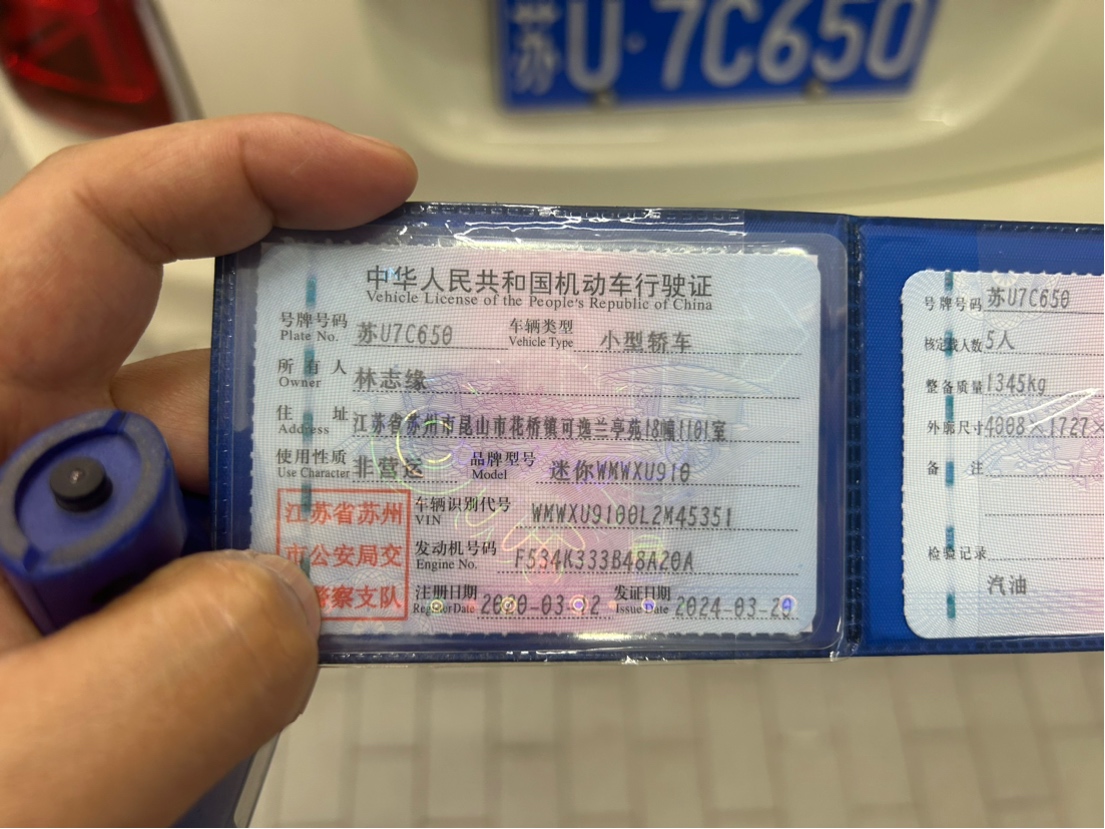 苏U·7C650
中华人民共和国机动车行驶证
Vehicle License of the People's Republic of China
号牌号码 Plate No. 苏U7C650 车辆类型 Vehicle Type 小型轿车
所有人 Owner 林志缘
住址 Address 江苏省苏州市昆山市花桥镇可逸兰亭苑18幢1101室
使用性质 Use Character 非营运 品牌型号 Model 迷你WMWXU910
车辆识别代号 VIN WMWXU9100L2M45351
发动机号码 Engine No. F534K333B48A20A
注册日期 Register Date 2020-03-12 发证日期 Issue Date 2024-03-20
江苏省苏州
市公安局交
警察支队
号牌号码 苏U7C650
核定载人数 5人
整备质量 1345kg
外廓尺寸 4008×1727×
备注
检验记录
汽油